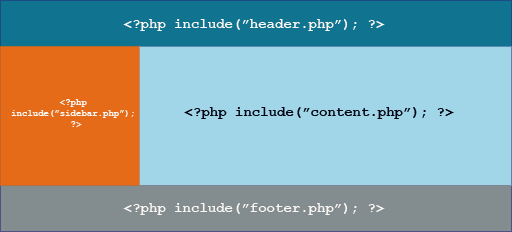 <?php include(”header.php”); ?>
<?php
include(”sidebar.php”);
?>
<?php include(”content.php”); ?>
<?php include(”footer.php”); ?>